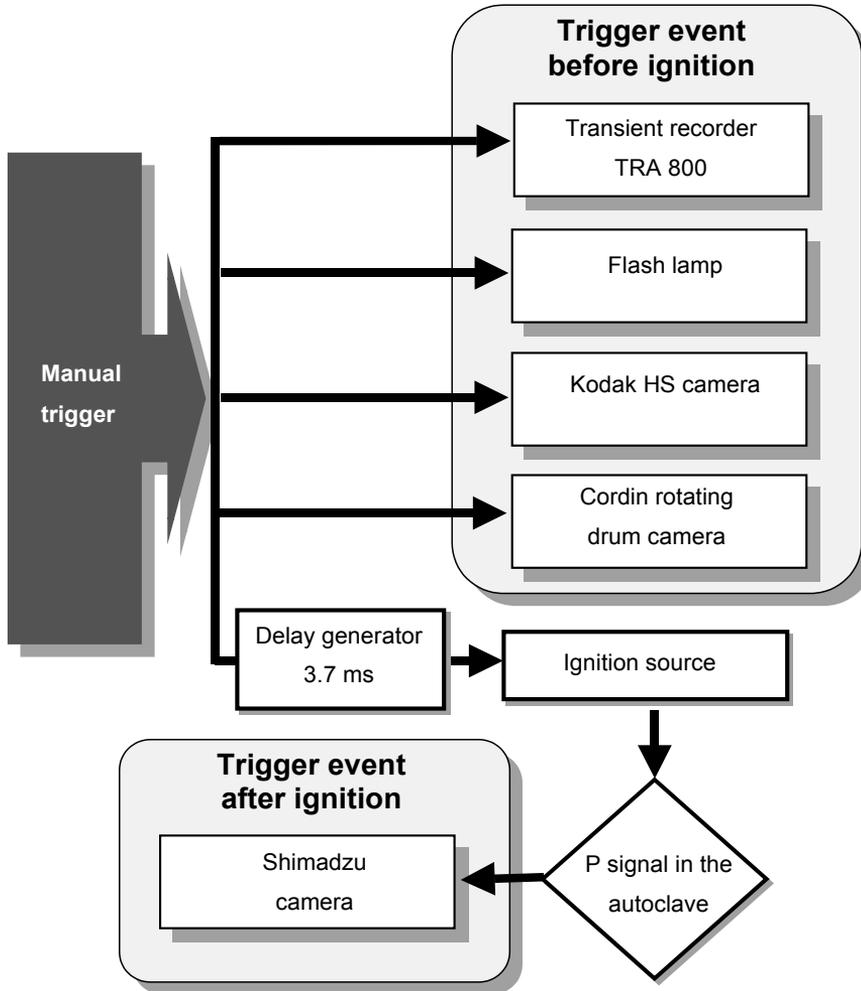 Trigger event
before ignition
Transient recorder
TRA 800
Flash lamp
Manual
trigger
Kodak HS camera
Cordin rotating
drum camera
Delay generator
3.7 ms
Ignition source
Trigger event
after ignition
Shimadzu
camera
P signal in the
autoclave